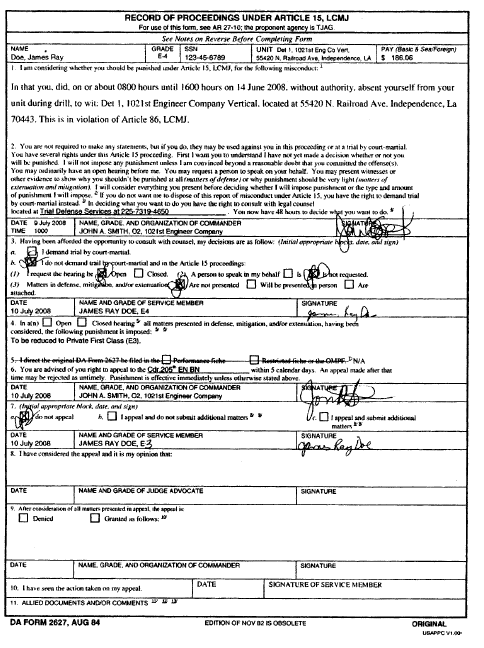 RECORD OF PROCEEDINGS UNDER ARTICLE 15, LCMJ
For use of this form, see AR 27-10; the proponent agency is TJAG
See Notes on Reverse Before Completing Form
NAME GRADE SSN UNIT Det 1, 1021st Eng Co Vert, PAY (Basic & Sea/Foreign)
Doe, James Ray E-4 123-45-6789 55420 N. Railroad Ave, Independence, LA $ 186.06
1. I am considering whether you should be punished under Article 15, LCMJ, for the following misconduct:
In that you, did, on or about 0800 hours until 1600 hours on 14 June 2008, without authority, absent yourself from your
unit during drill, to wit: Det 1, 1021st Engineer Company Vertical, located at 55420 N. Railroad Ave. Independence, La
70443. This is in violation of Article 86, LCMJ.
2. You are not required to make any statements, but if you do, they may be used against you in this proceeding or at a trial by court-martial.
You have several rights under this Article 15 proceeding. First I want you to understand I have not yet made a decision whether or not you
will be punished. I will not impose any punishment unless I am convinced beyond a reasonable doubt that you committed the offense(s).
You may ordinarily have an open hearing before me. You may request a person to speak on your behalf. You may present witnesses or
other evidence to show why you shouldn't be punished at all (matters of defense) or why punishment should be very light (matters of
extenuation and mitigation). I will consider everything you present before deciding whether I will impose punishment or the type and amount
of punishment I will impose. If you do not want me to dispose of this report of misconduct under Article 15, you have the right to demand trial
by court-martial instead. In deciding what you want to do you have the right to consult with legal counsel
located at Trial Defense Services at 225-7319-4650. You now have 48 hours to decide what you want to do.
DATE 9 July 2008 NAME, GRADE, AND ORGANIZATION OF COMMANDER SIGNATURE
TIME 1000 JOHN A. SMITH, O2, 1021st Engineer Company
3. Having been afforded the opportunity to consult with counsel, my decisions are as follows: (Initial appropriate blocks, date, and sign)
a. I demand trial by court-martial.
b. I do not demand trial by court-martial and in the Article 15 proceedings:
(1) I request the hearing be Open Closed. (2) A person to speak in my behalf Is Is not requested.
(3) Matters in defense, mitigation, and/or extenuation: Are not presented Will be presented in person Are
attached.
DATE NAME AND GRADE OF SERVICE MEMBER SIGNATURE
10 July 2008 JAMES RAY DOE, E4
4. In a(n) Open Closed hearing all matters presented in defense, mitigation, and/or extenuation, having been
considered, the following punishment is imposed:
To be reduced to Private First Class (E3).
5. I direct the original DA Form 2627 be filed in the Performance fiche Restricted fiche or the OMPF. N/A
6. You are advised of your right to appeal to the Cdr, 205th EN BN within 5 calendar days. An appeal made after that
time may be rejected as untimely. Punishment is effective immediately unless otherwise stated above.
DATE NAME, GRADE, AND ORGANIZATION OF COMMANDER SIGNATURE
10 July 2008 JOHN A. SMITH, O2, 1021st Engineer Company
7. (Initial appropriate block, date, and sign)
a. I do not appeal b. I appeal and do not submit additional matters c. I appeal and submit additional
matters
DATE NAME AND GRADE OF SERVICE MEMBER SIGNATURE
10 July 2008 JAMES RAY DOE, E3 James Ray Doe
8. I have considered the appeal and it is my opinion that:
DATE NAME AND GRADE OF JUDGE ADVOCATE SIGNATURE
9. After consideration of all matters presented in appeal, the appeal is:
Denied Granted as follows:
DATE NAME, GRADE, AND ORGANIZATION OF COMMANDER SIGNATURE
10. I have seen the action taken on my appeal. DATE SIGNATURE OF SERVICE MEMBER
11. ALLIED DOCUMENTS AND/OR COMMENTS
DA FORM 2627, AUG 84 EDITION OF NOV 82 IS OBSOLETE ORIGINAL
USAPPC V1.00